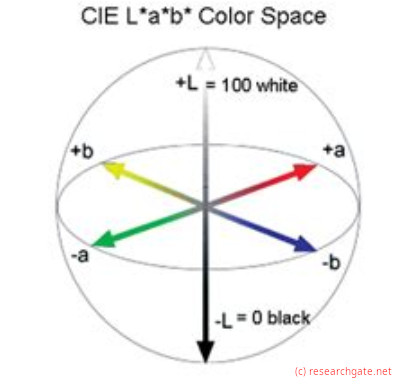 CIE L*a*b* Color Space
+L = 100 white
+b
+a
-a
-b
-L = 0 black
(c) researchgate.net